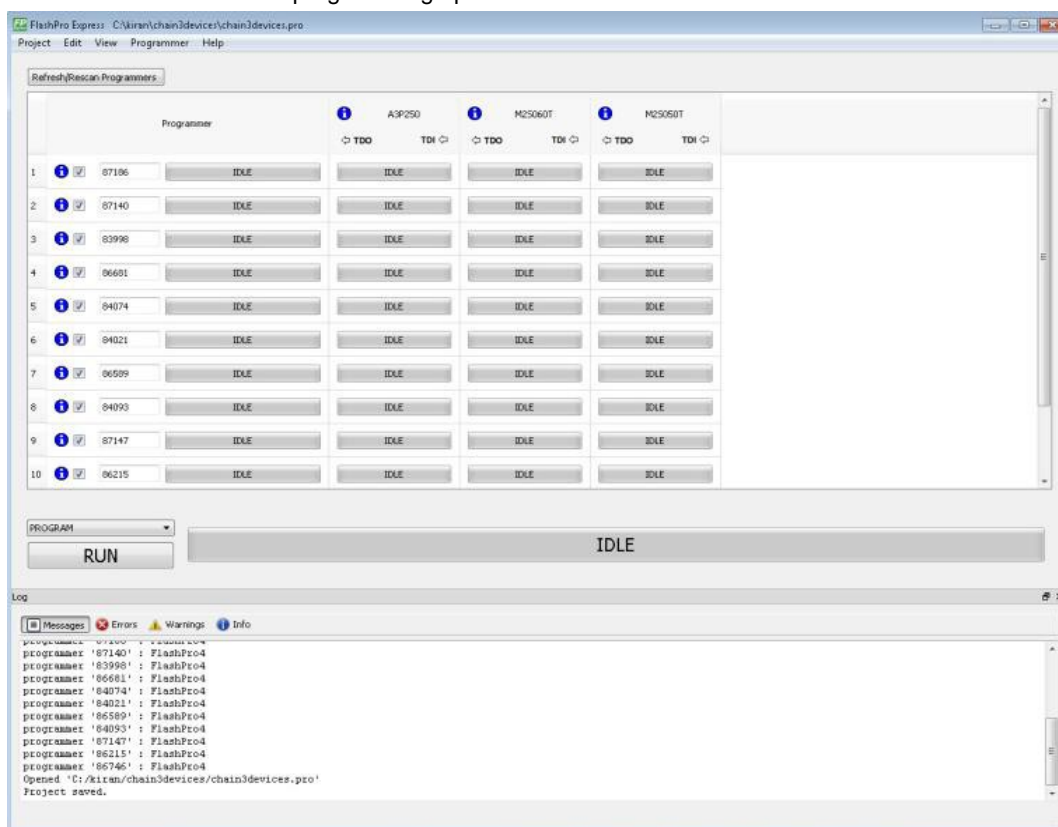 FlashPro Express C:\kiran\chain3devices\chain3devices.pro
Project Edit View Programmer Help
Refresh/Rescan Programmers
Programmer A3P250 M2S060T M2S050T
TDO TDI TDO TDI TDO TDI
1 87186 IDLE IDLE IDLE IDLE
2 87140 IDLE IDLE IDLE IDLE
3 83998 IDLE IDLE IDLE IDLE
4 86681 IDLE IDLE IDLE IDLE
5 84074 IDLE IDLE IDLE IDLE
6 84021 IDLE IDLE IDLE IDLE
7 86589 IDLE IDLE IDLE IDLE
8 84093 IDLE IDLE IDLE IDLE
9 87147 IDLE IDLE IDLE IDLE
10 86215 IDLE IDLE IDLE IDLE
PROGRAM
RUN IDLE
Log
Messages Errors Warnings Info
programmer '87140' : FlashPro4
programmer '83998' : FlashPro4
programmer '86681' : FlashPro4
programmer '84074' : FlashPro4
programmer '84021' : FlashPro4
programmer '86589' : FlashPro4
programmer '84093' : FlashPro4
programmer '87147' : FlashPro4
programmer '86215' : FlashPro4
programmer '86746' : FlashPro4
Opened 'C:/kiran/chain3devices/chain3devices.pro'
Project saved.